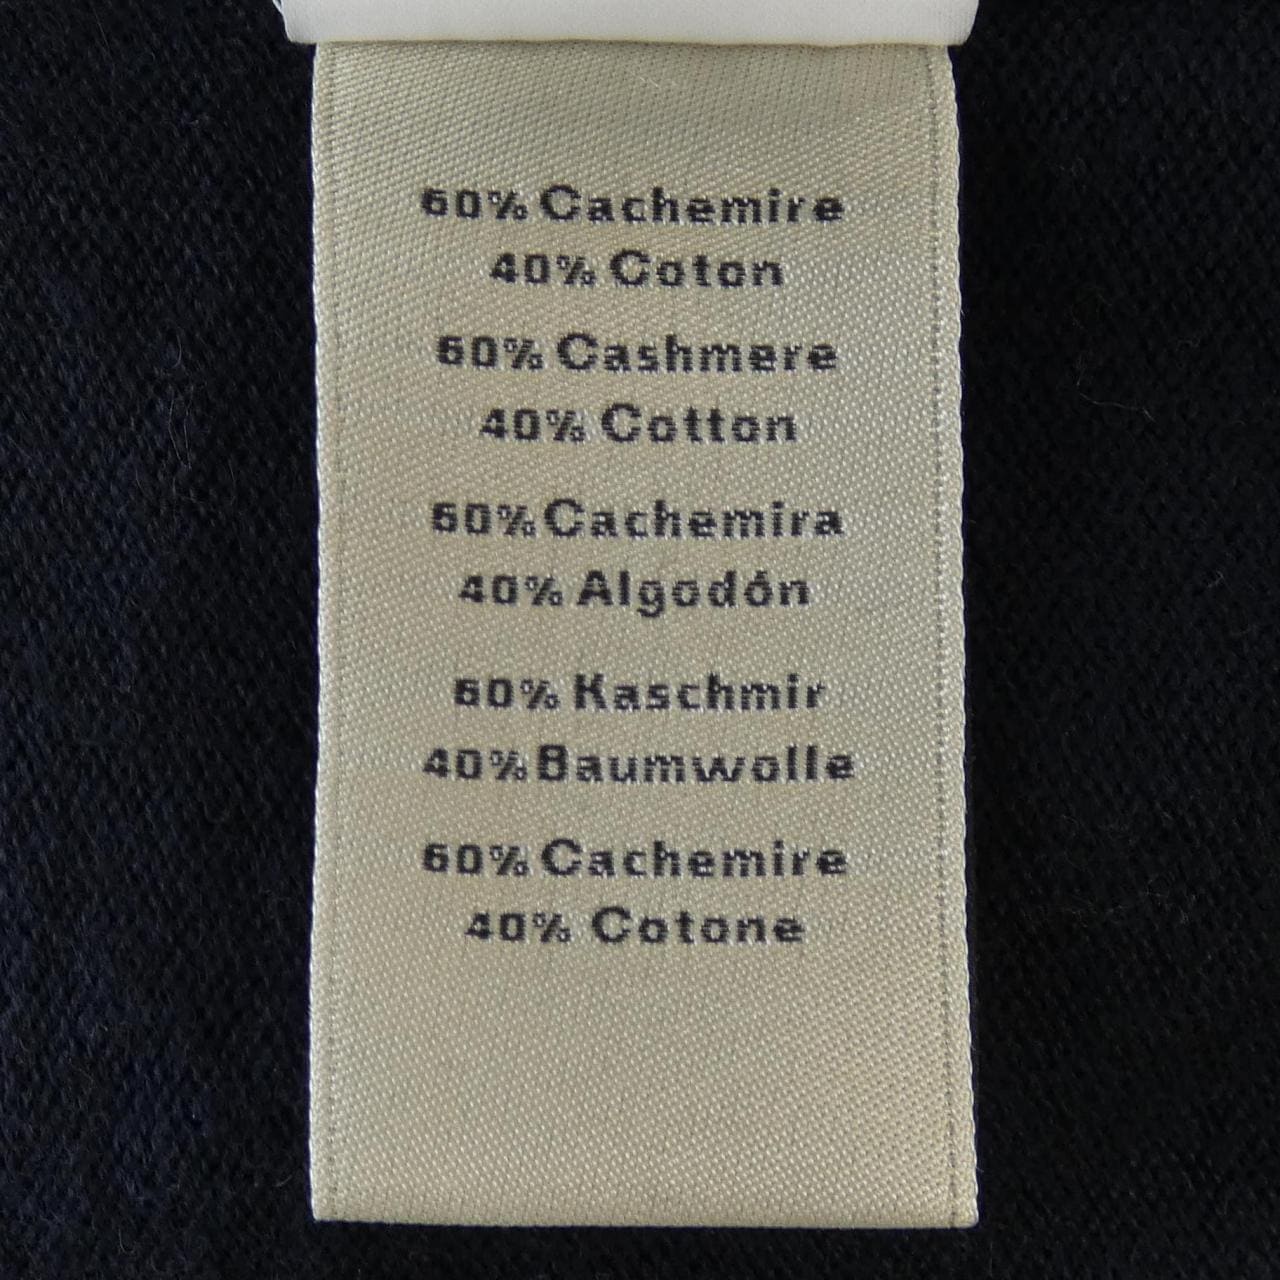 60% Cachemire
40% Coton
60% Cashmere
40% Cotton
60% Cachemira
40% Algodón
60% Kaschmir
40% Baumwolle
60% Cachemire
40% Cotone